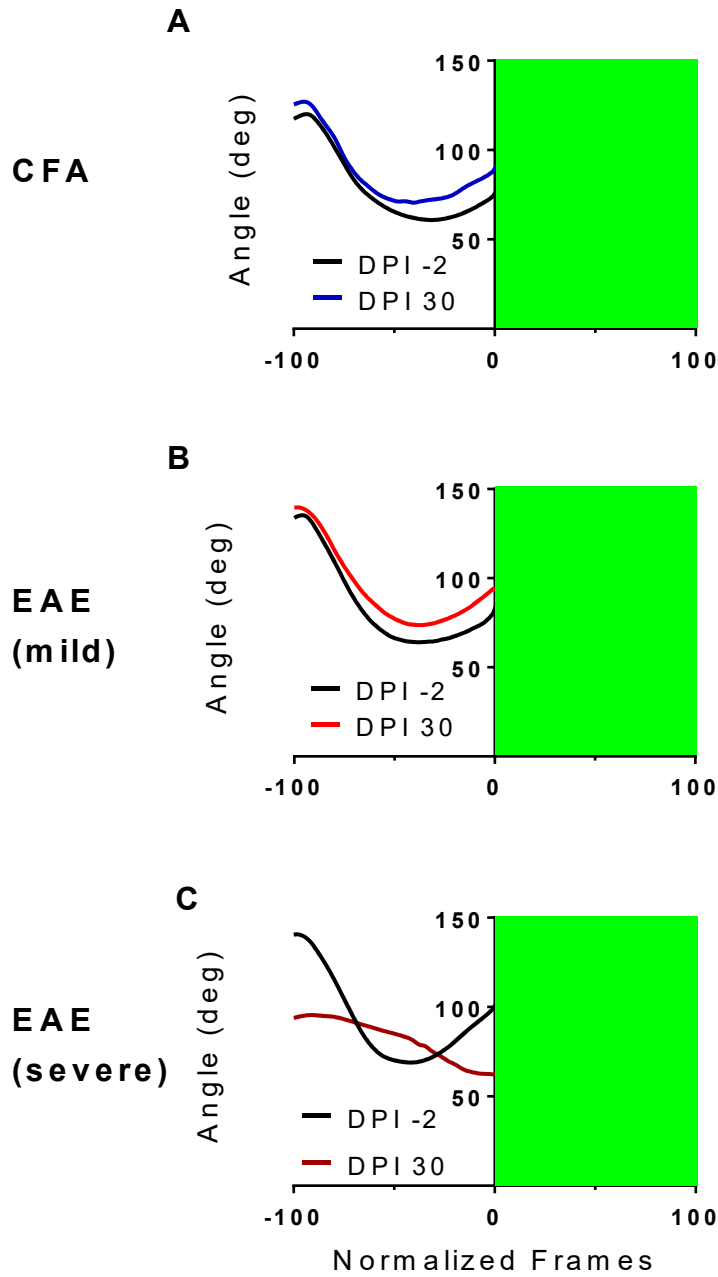 A
CFA
Angle (deg)
150
100
50
DPI -2
DPI 30
-100 0 100
B
EAE
(mild)
Angle (deg)
150
100
50
DPI -2
DPI 30
-100 0 100
C
EAE
(severe)
Angle (deg)
150
100
50
DPI -2
DPI 30
-100 0 100
Normalized Frames